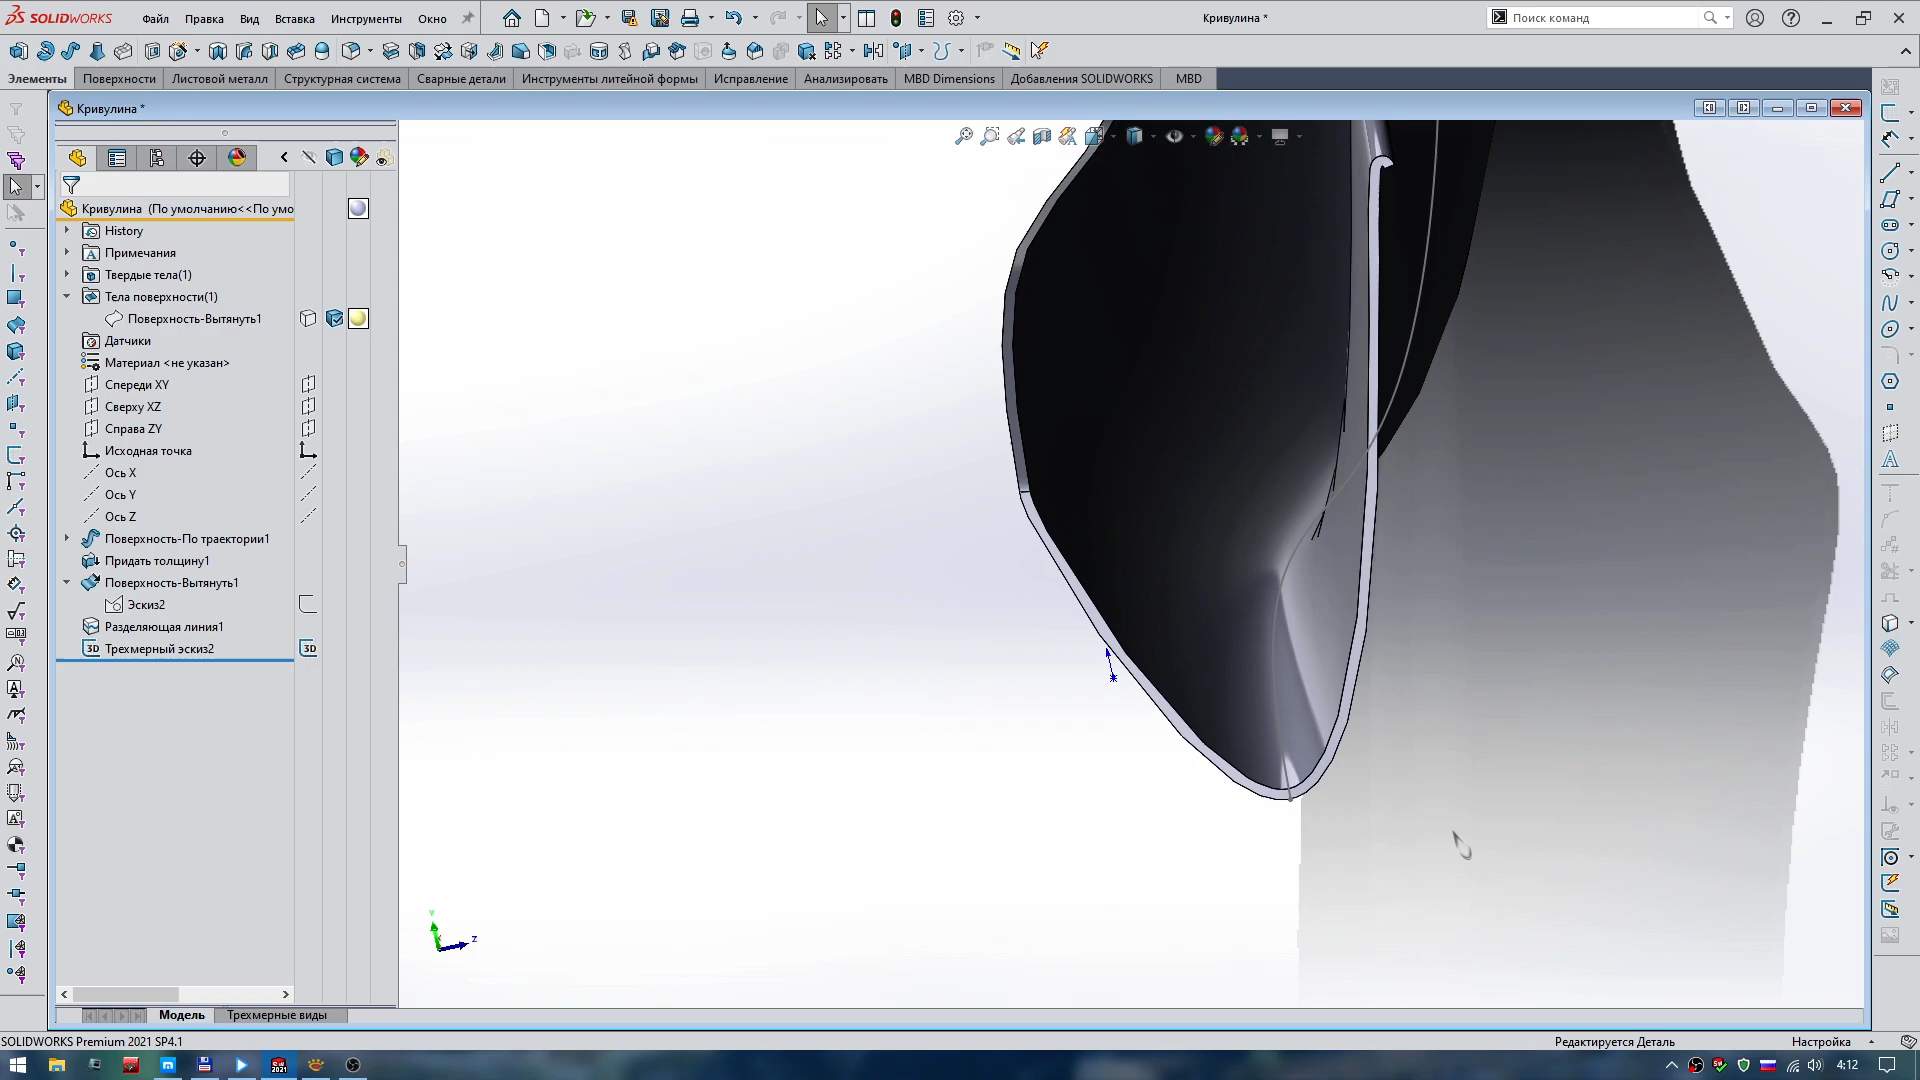 SOLIDWORKS
Файл
Правка
Вид
Вставка
Инструменты
Окно
Кривулина *
Поиск команд
Элементы
Поверхности
Листовой металл
Структурная система
Сварные детали
Инструменты литейной формы
Исправление
Анализировать
MBD Dimensions
Добавления SOLIDWORKS
MBD
Кривулина *
Кривулина (По умолчанию<<По умо
History
Примечания
Твердые тела(1)
Тела поверхности(1)
Поверхность-Вытянуть1
Датчики
Материал <не указан>
Спереди XY
Сверху XZ
Справа ZY
Исходная точка
Ось X
Ось Y
Ось Z
Поверхность-По траектории1
Придать толщину1
Поверхность-Вытянуть1
Эскиз2
Разделяющая линия1
3D Трехмерный эскиз2
3D
Y
Z
Модель
Трехмерные виды
SOLIDWORKS Premium 2021 SP4.1
Редактируется Деталь
Настройка
4:12